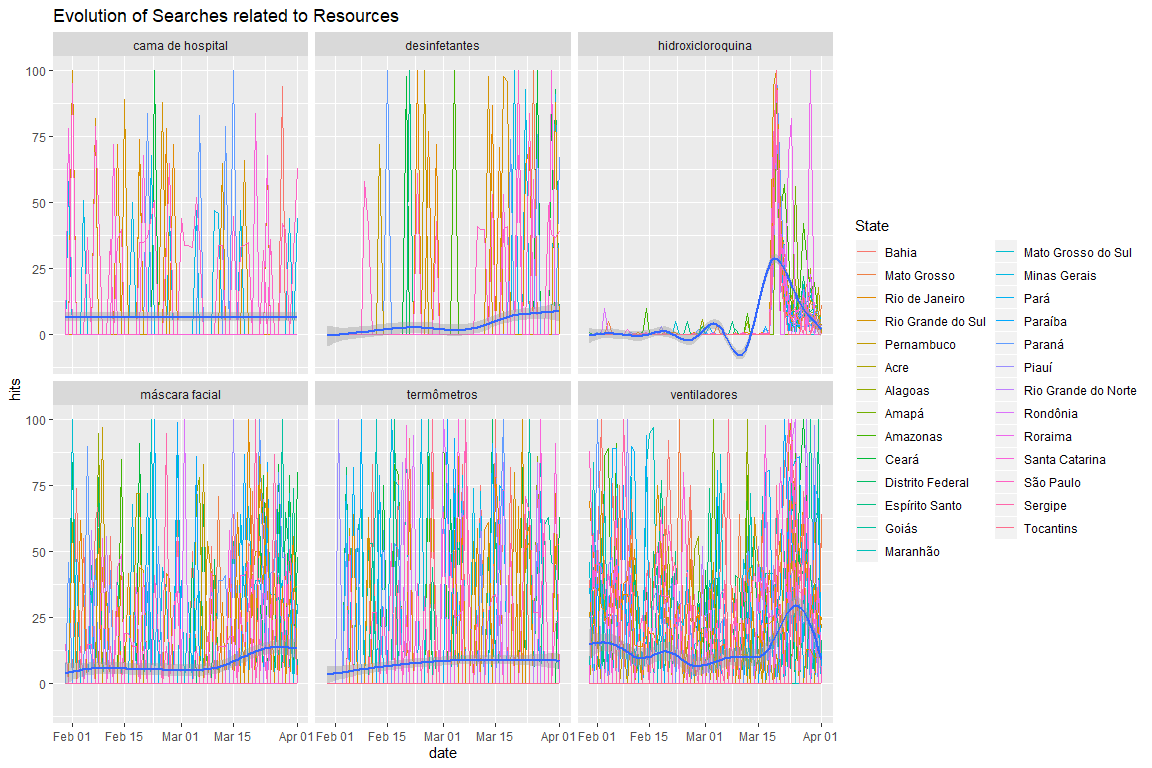 Evolution of Searches related to Resources
cama de hospital
desinfetantes
hidroxicloroquina
100
75
50
25
0
máscara facial
termômetros
ventiladores
100
75
50
25
0
hits
Feb 01
Feb 15
Mar 01
Mar 15
Apr 01
Feb 01
Feb 15
Mar 01
Mar 15
Apr 01
Feb 01
Feb 15
Mar 01
Mar 15
Apr 01
date
State
Bahia
Mato Grosso
Rio de Janeiro
Rio Grande do Sul
Pernambuco
Acre
Alagoas
Amapá
Amazonas
Ceará
Distrito Federal
Espírito Santo
Goiás
Maranhão
Mato Grosso do Sul
Minas Gerais
Pará
Paraíba
Paraná
Piauí
Rio Grande do Norte
Rondônia
Roraima
Santa Catarina
São Paulo
Sergipe
Tocantins